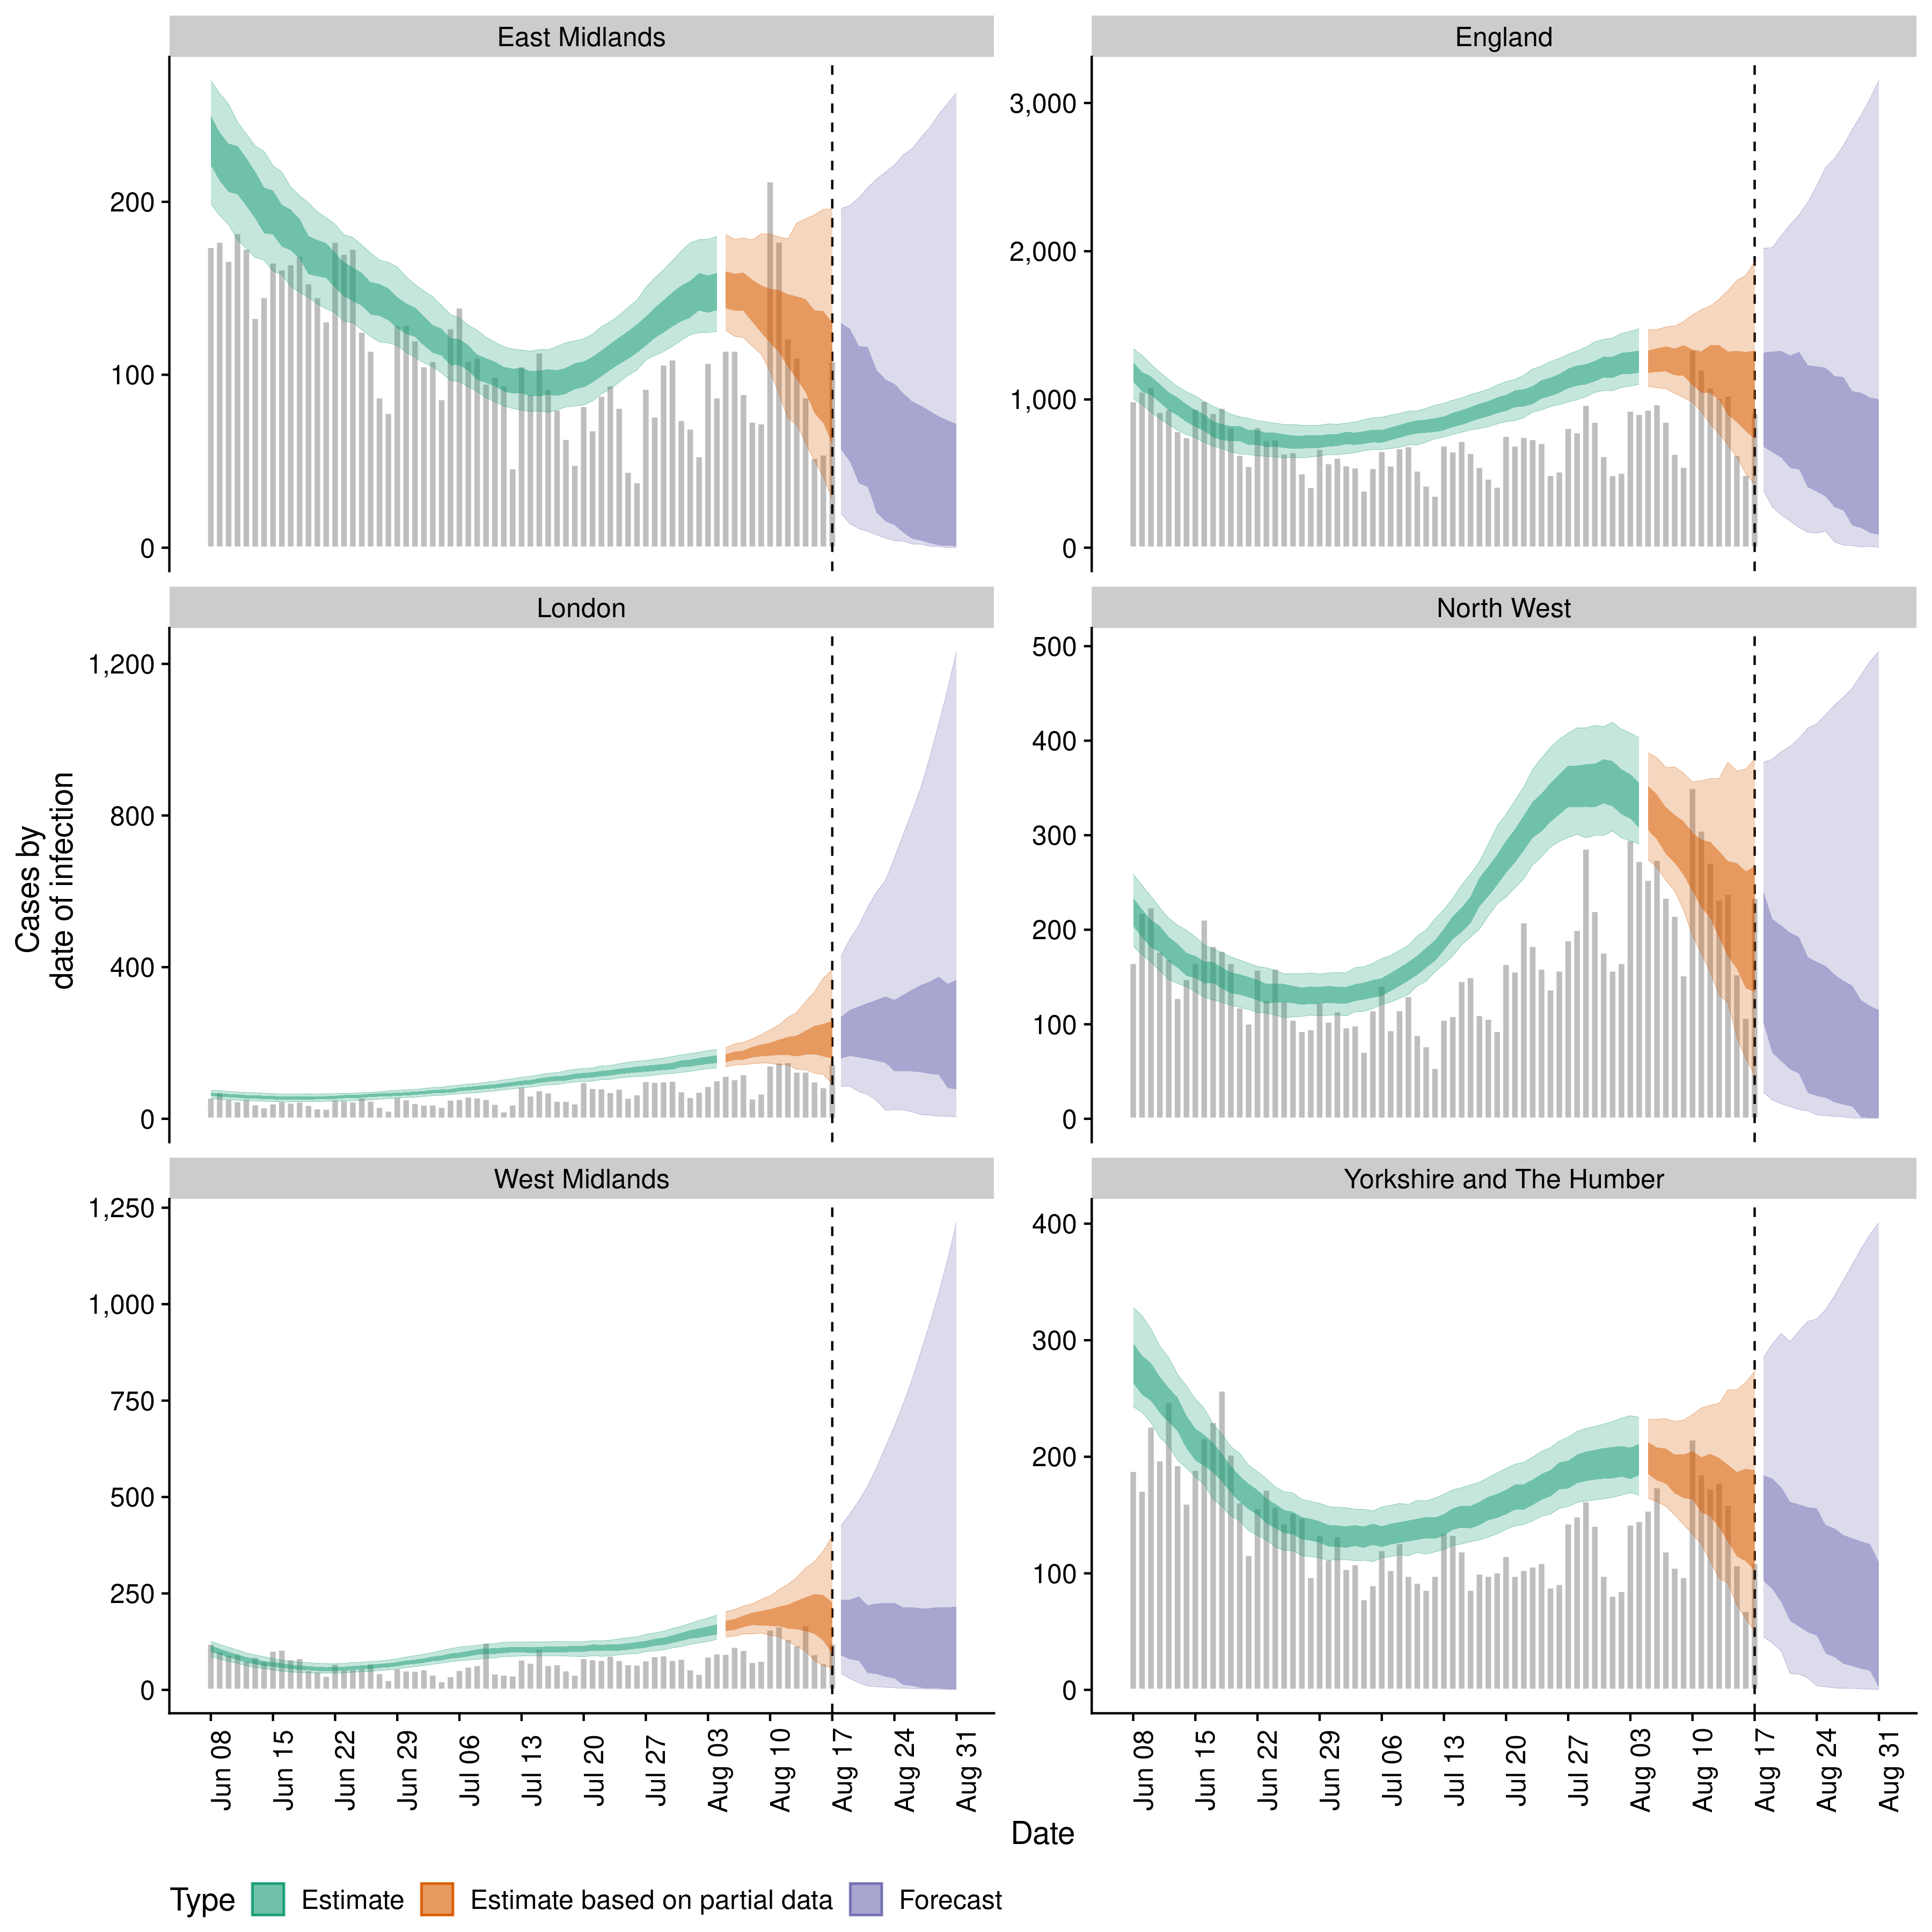 East Midlands
England
200
100
0
3,000
2,000
1,000
0
London
North West
1,200
800
400
0
500
400
300
200
100
0
Cases by
date of infection
West Midlands
Yorkshire and The Humber
1,250
1,000
750
500
250
0
400
300
200
100
0
Jun 08
Jun 15
Jun 22
Jun 29
Jul 06
Jul 13
Jul 20
Jul 27
Aug 03
Aug 10
Aug 17
Aug 24
Aug 31
Jun 08
Jun 15
Jun 22
Jun 29
Jul 06
Jul 13
Jul 20
Jul 27
Aug 03
Aug 10
Aug 17
Aug 24
Aug 31
Date
Type Estimate Estimate based on partial data Forecast